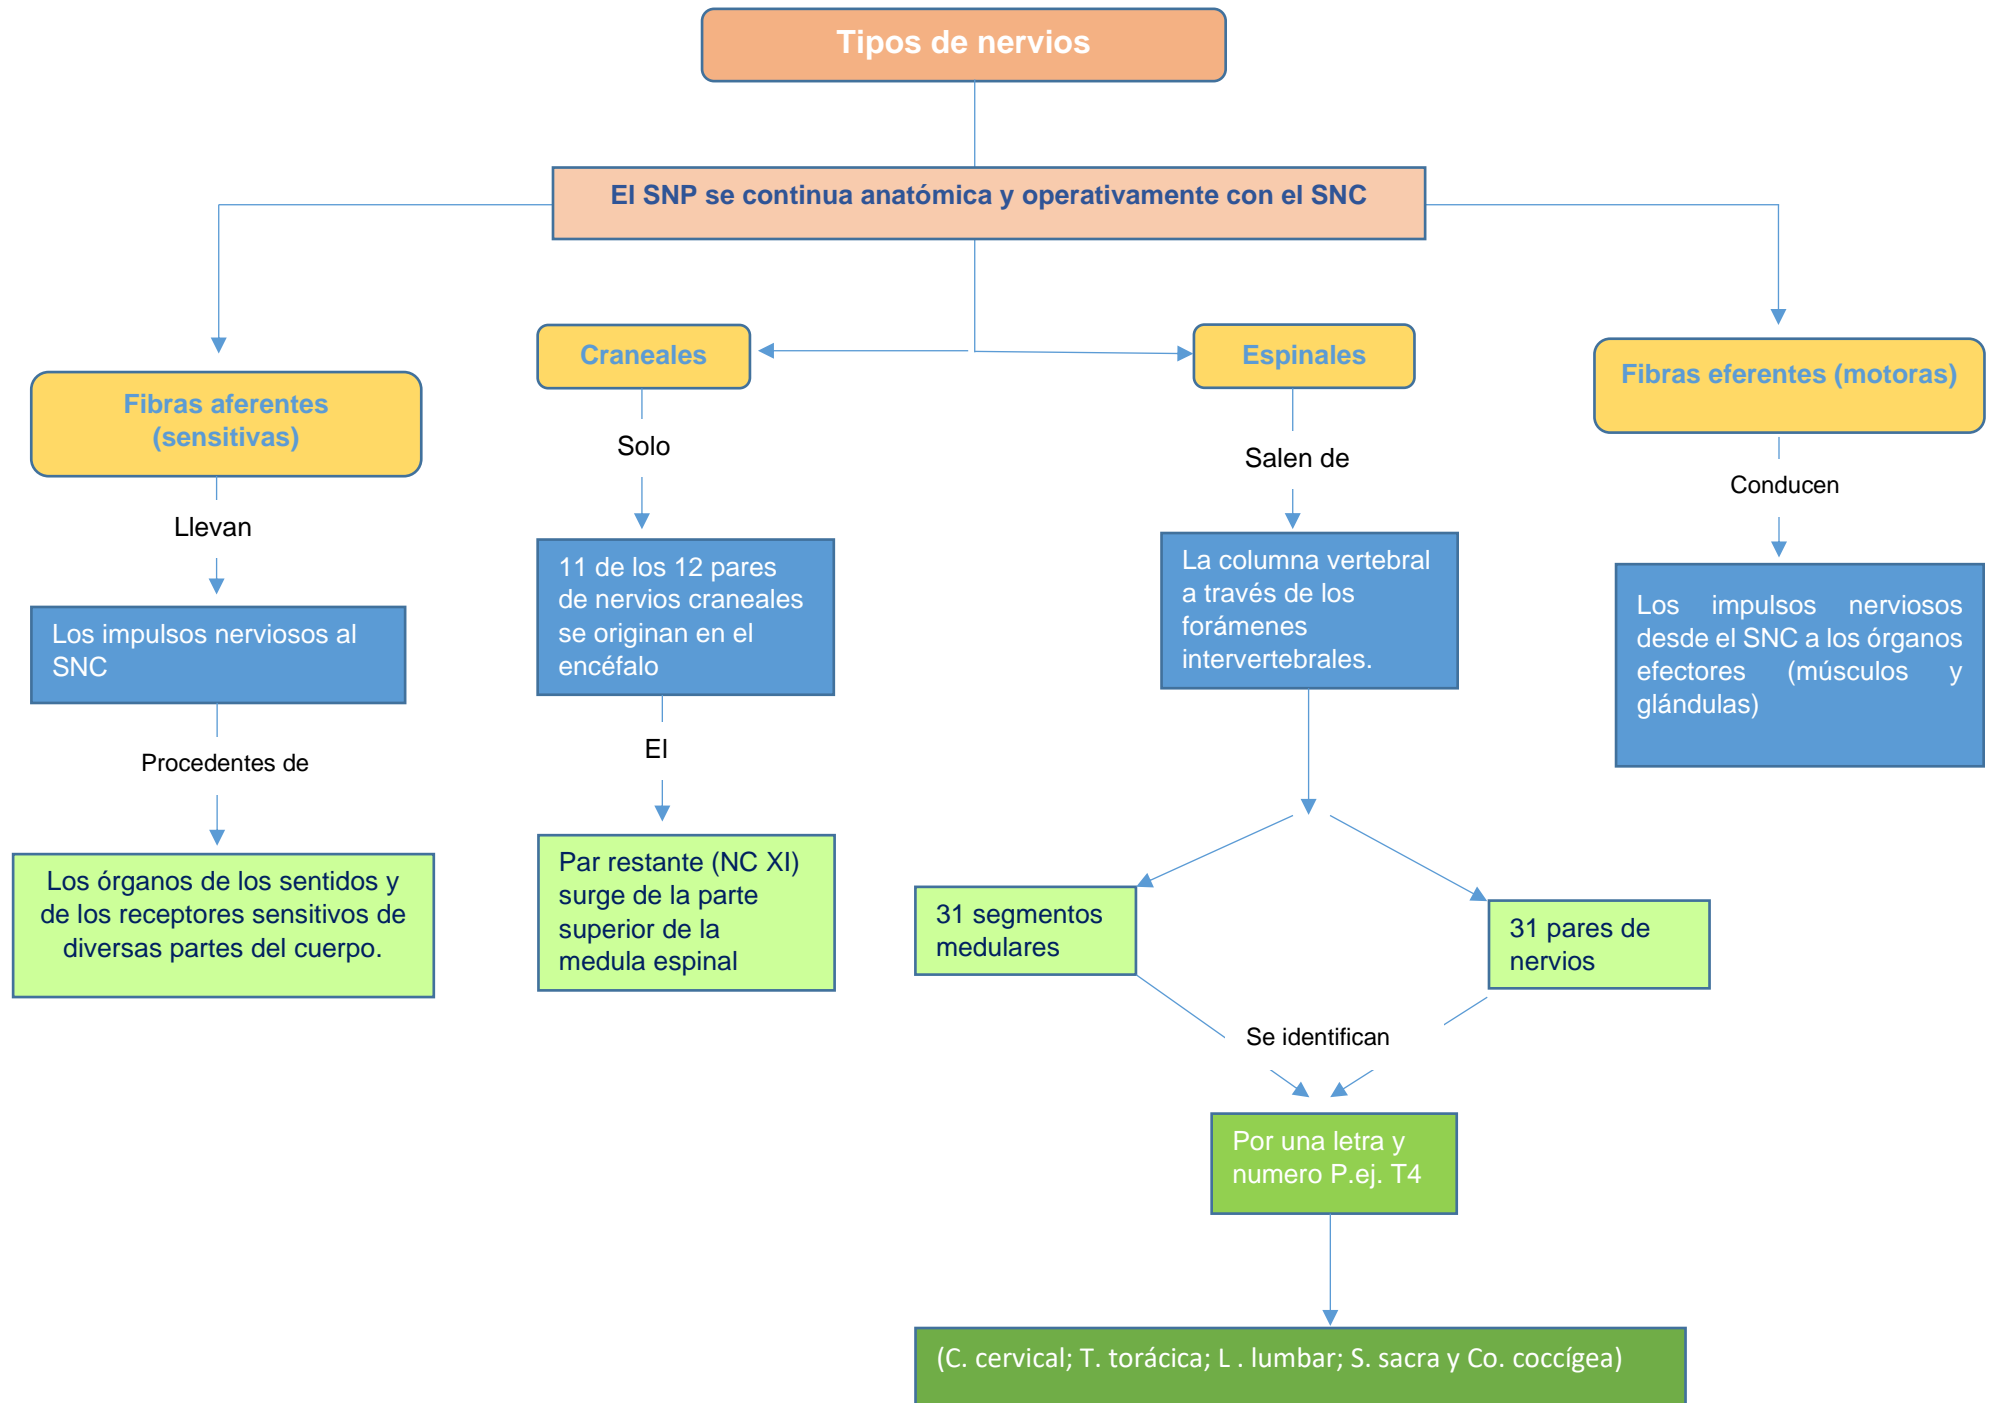 Tipos de nervios
El SNP se continua anatómica y operativamente con el SNC
Fibras aferentes
(sensitivas)
Llevan
Los impulsos nerviosos al
SNC
Procedentes de
Los órganos de los sentidos y
de los receptores sensitivos de
diversas partes del cuerpo.
Craneales
Solo
11 de los 12 pares
de nervios craneales
se originan en el
encéfalo
El
Par restante (NC XI)
surge de la parte
superior de la
medula espinal
Espinales
Salen de
La columna vertebral
a través de los
forámenes
intervertebrales.
31 segmentos
medulares
31 pares de
nervios
Se identifican
Por una letra y
numero P.ej. T4
(C. cervical; T. torácica; L . lumbar; S. sacra y Co. coccígea)
Fibras eferentes (motoras)
Conducen
Los impulsos nerviosos
desde el SNC a los órganos
efectores (músculos y
glándulas)